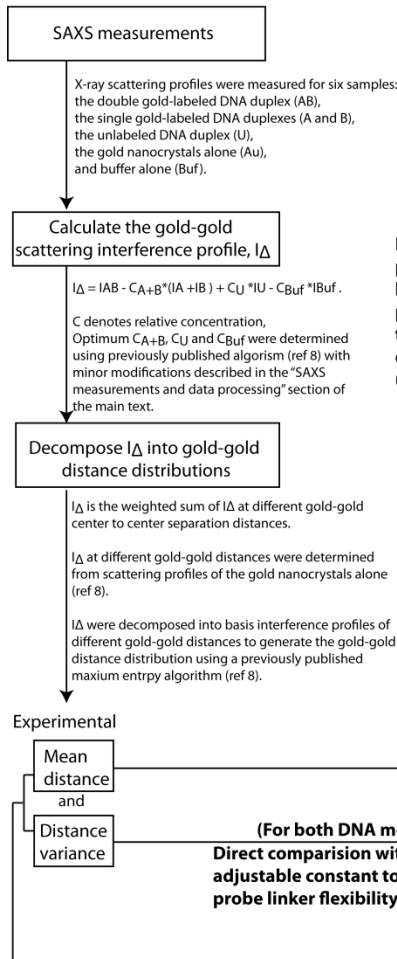 SAXS measurements
X-ray scattering profiles were measured for six samples:
the double gold-labeled DNA duplex (AB),
the single gold-labeled DNA duplexes (A and B),
the unlabeled DNA duplex (U),
the gold nanocrystals alone (Au),
and buffer alone (Buf).
Calculate the gold-gold
scattering interference profile, I∆
I∆ = IAB - CA+B*(IA +IB ) + CU *IU - CBuf *IBuf .
C denotes relative concentration,
Optimum CA+B, CU and CBuf were determined
using previously published algorism (ref 8) with
minor modifications described in the "SAXS
measurements and data processing" section of
the main text.
Decompose I∆ into gold-gold
distance distributions
I∆ is the weighted sum of I∆ at different gold-gold
center to center separation distances.
I∆ at different gold-gold distances were determined
from scattering profiles of the gold nanocrystals alone
(ref 8).
I∆ were decomposed into basis interference profiles of
different gold-gold distances to generate the gold-gold
distance distribution using a previously published
maxium entrpy algorithm (ref 8).
Experimental
Mean
distance
and
Distance
variance
(For both DNA m
Direct comparision wit
adjustable constant to
probe linker flexibility